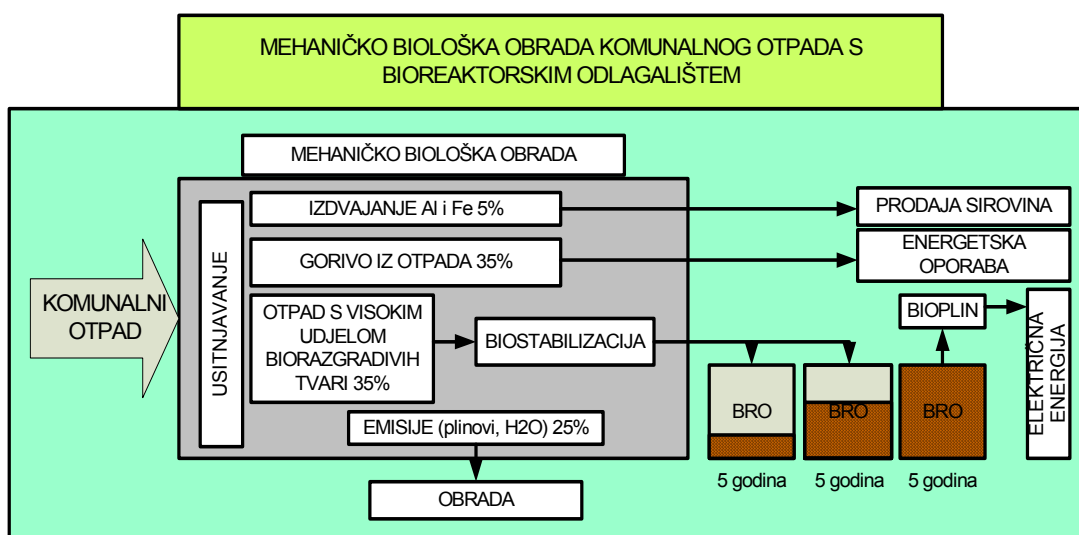 MEHANIČKO BIOLOŠKA OBRADA KOMUNALNOG OTPADA S
BIOREAKTORSKIM ODLAGALIŠTEM
MEHANIČKO BIOLOŠKA OBRADA
KOMUNALNI
OTPAD
USITNJAVANJE
IZDVAJANJE Al i Fe 5%
PRODAJA SIROVINA
GORIVO IZ OTPADA 35%
ENERGETSKA
OPORABA
OTPAD S VISOKIM
UDJELOM
BIORAZGRADIVIH
TVARI 35%
BIOSTABILIZACIJA
BIOPLIN
ELEKTRIČNA
ENERGIJA
BRO
BRO
BRO
5 godina
5 godina
5 godina
EMISIJE (plinovi, H2O) 25%
OBRADA